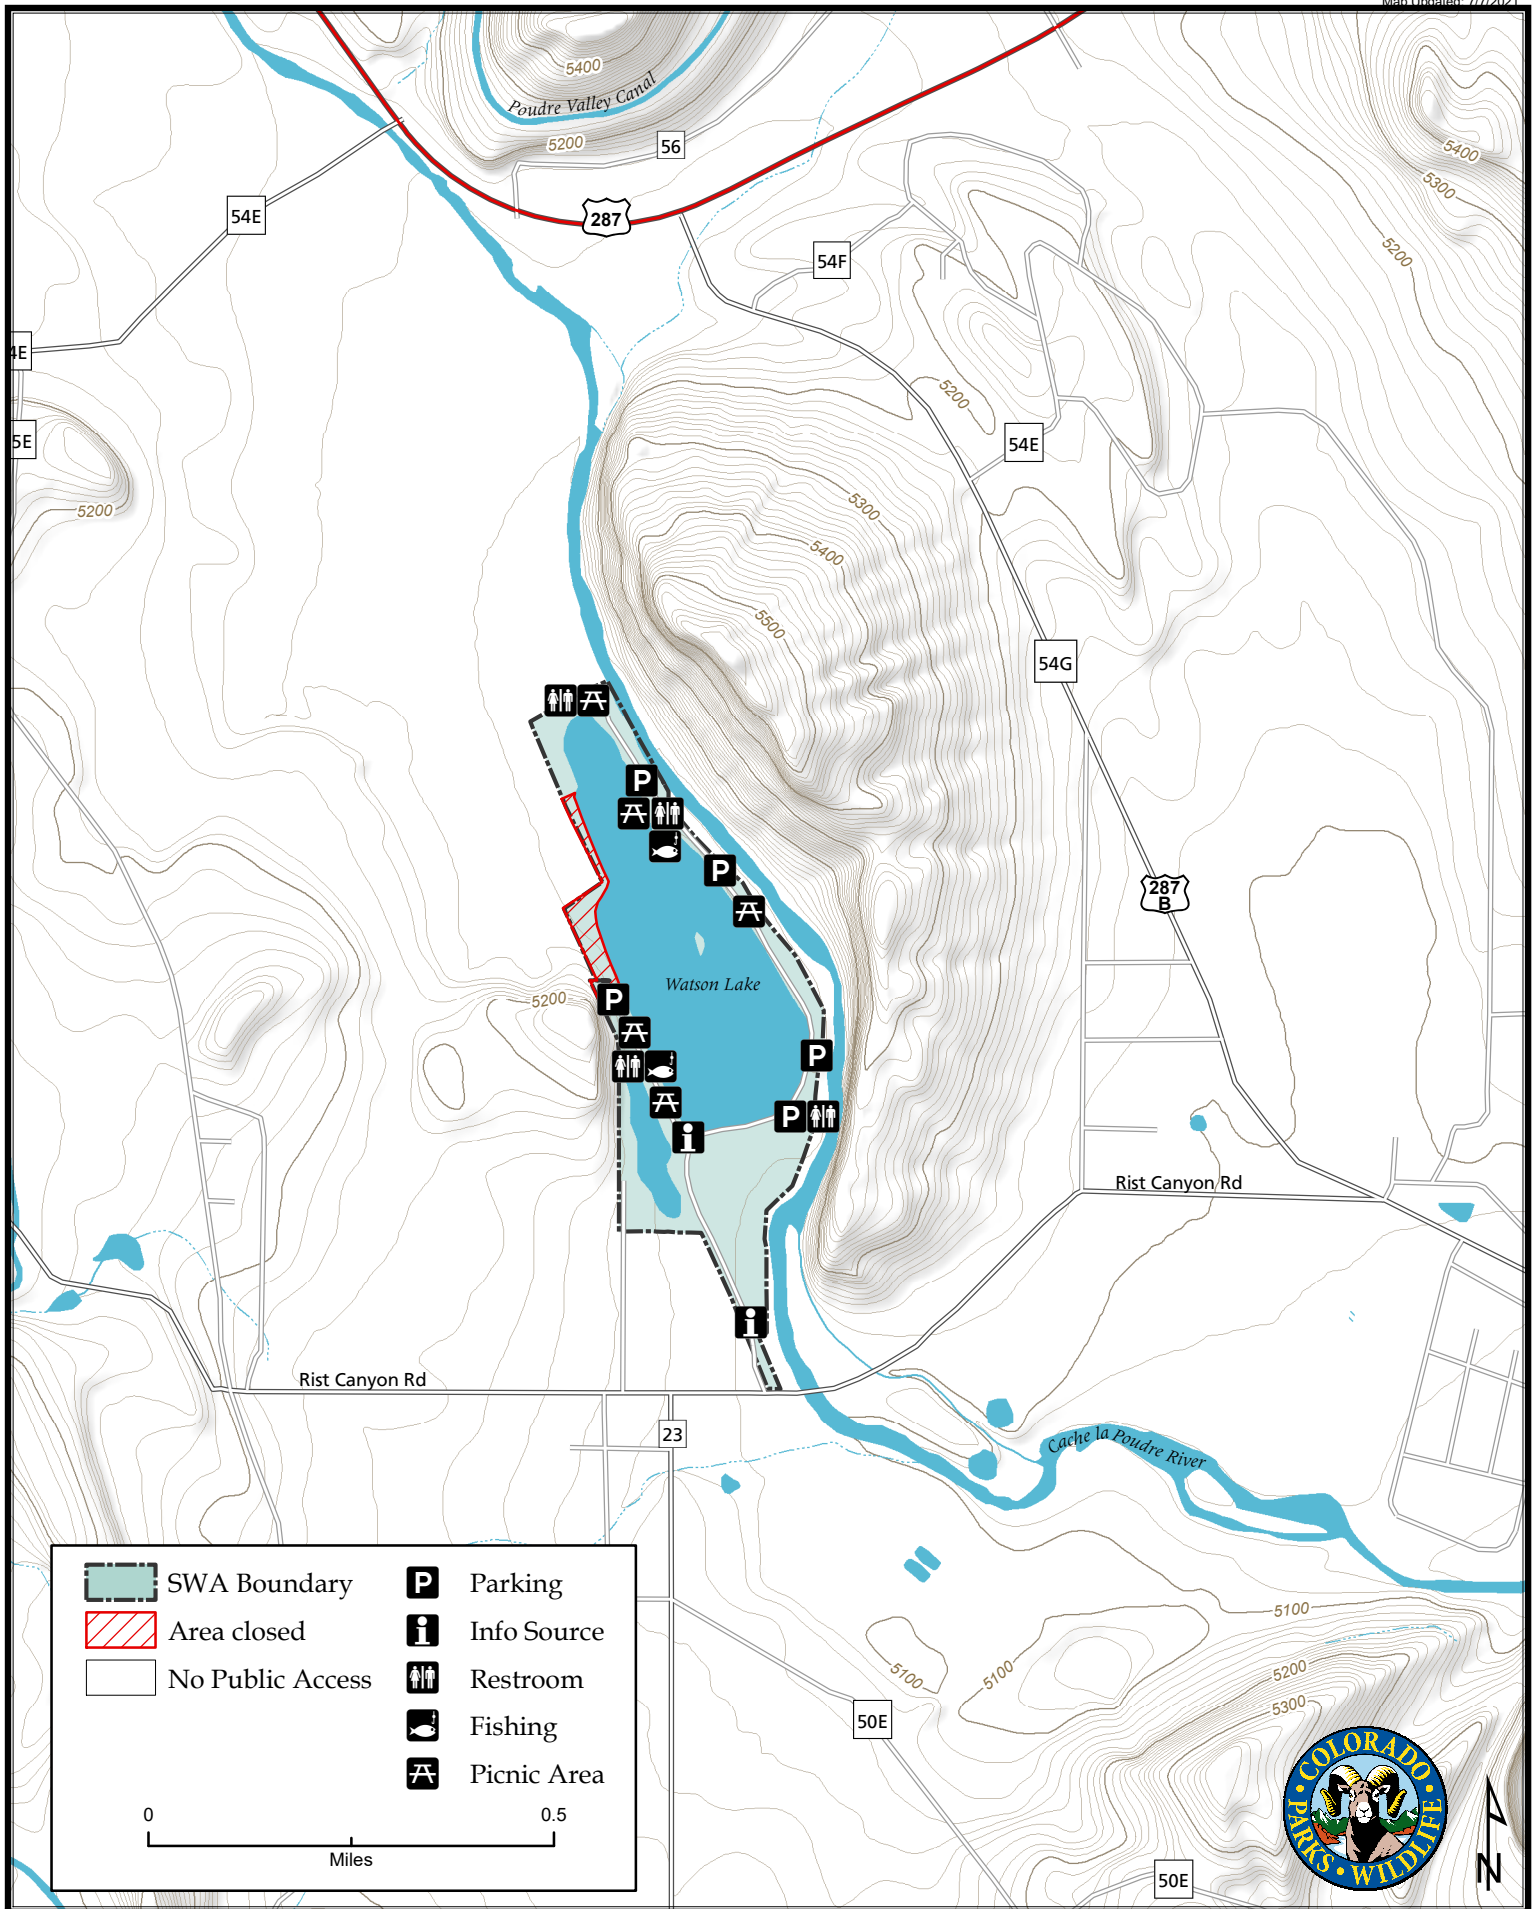 Map Updated: 7/7/2021
5400
Poudre Valley Canal
5200
56
5400
5300
54E
287
54F
5200
4E
5200
5E
54E
5300
5200
5400
5500
54G
287
B
P
P
Watson Lake
5200
P
P
P
i
Rist Canyon Rd
i
Rist Canyon Rd
23
Cache la Poudre River
SWA Boundary
P Parking
Area closed
i Info Source
No Public Access
Restroom
Fishing
Picnic Area
0 0.5
Miles
5100
5100
5100
5200
5300
50E
50E
COLORADO
PARKS • WILDLIFE
N